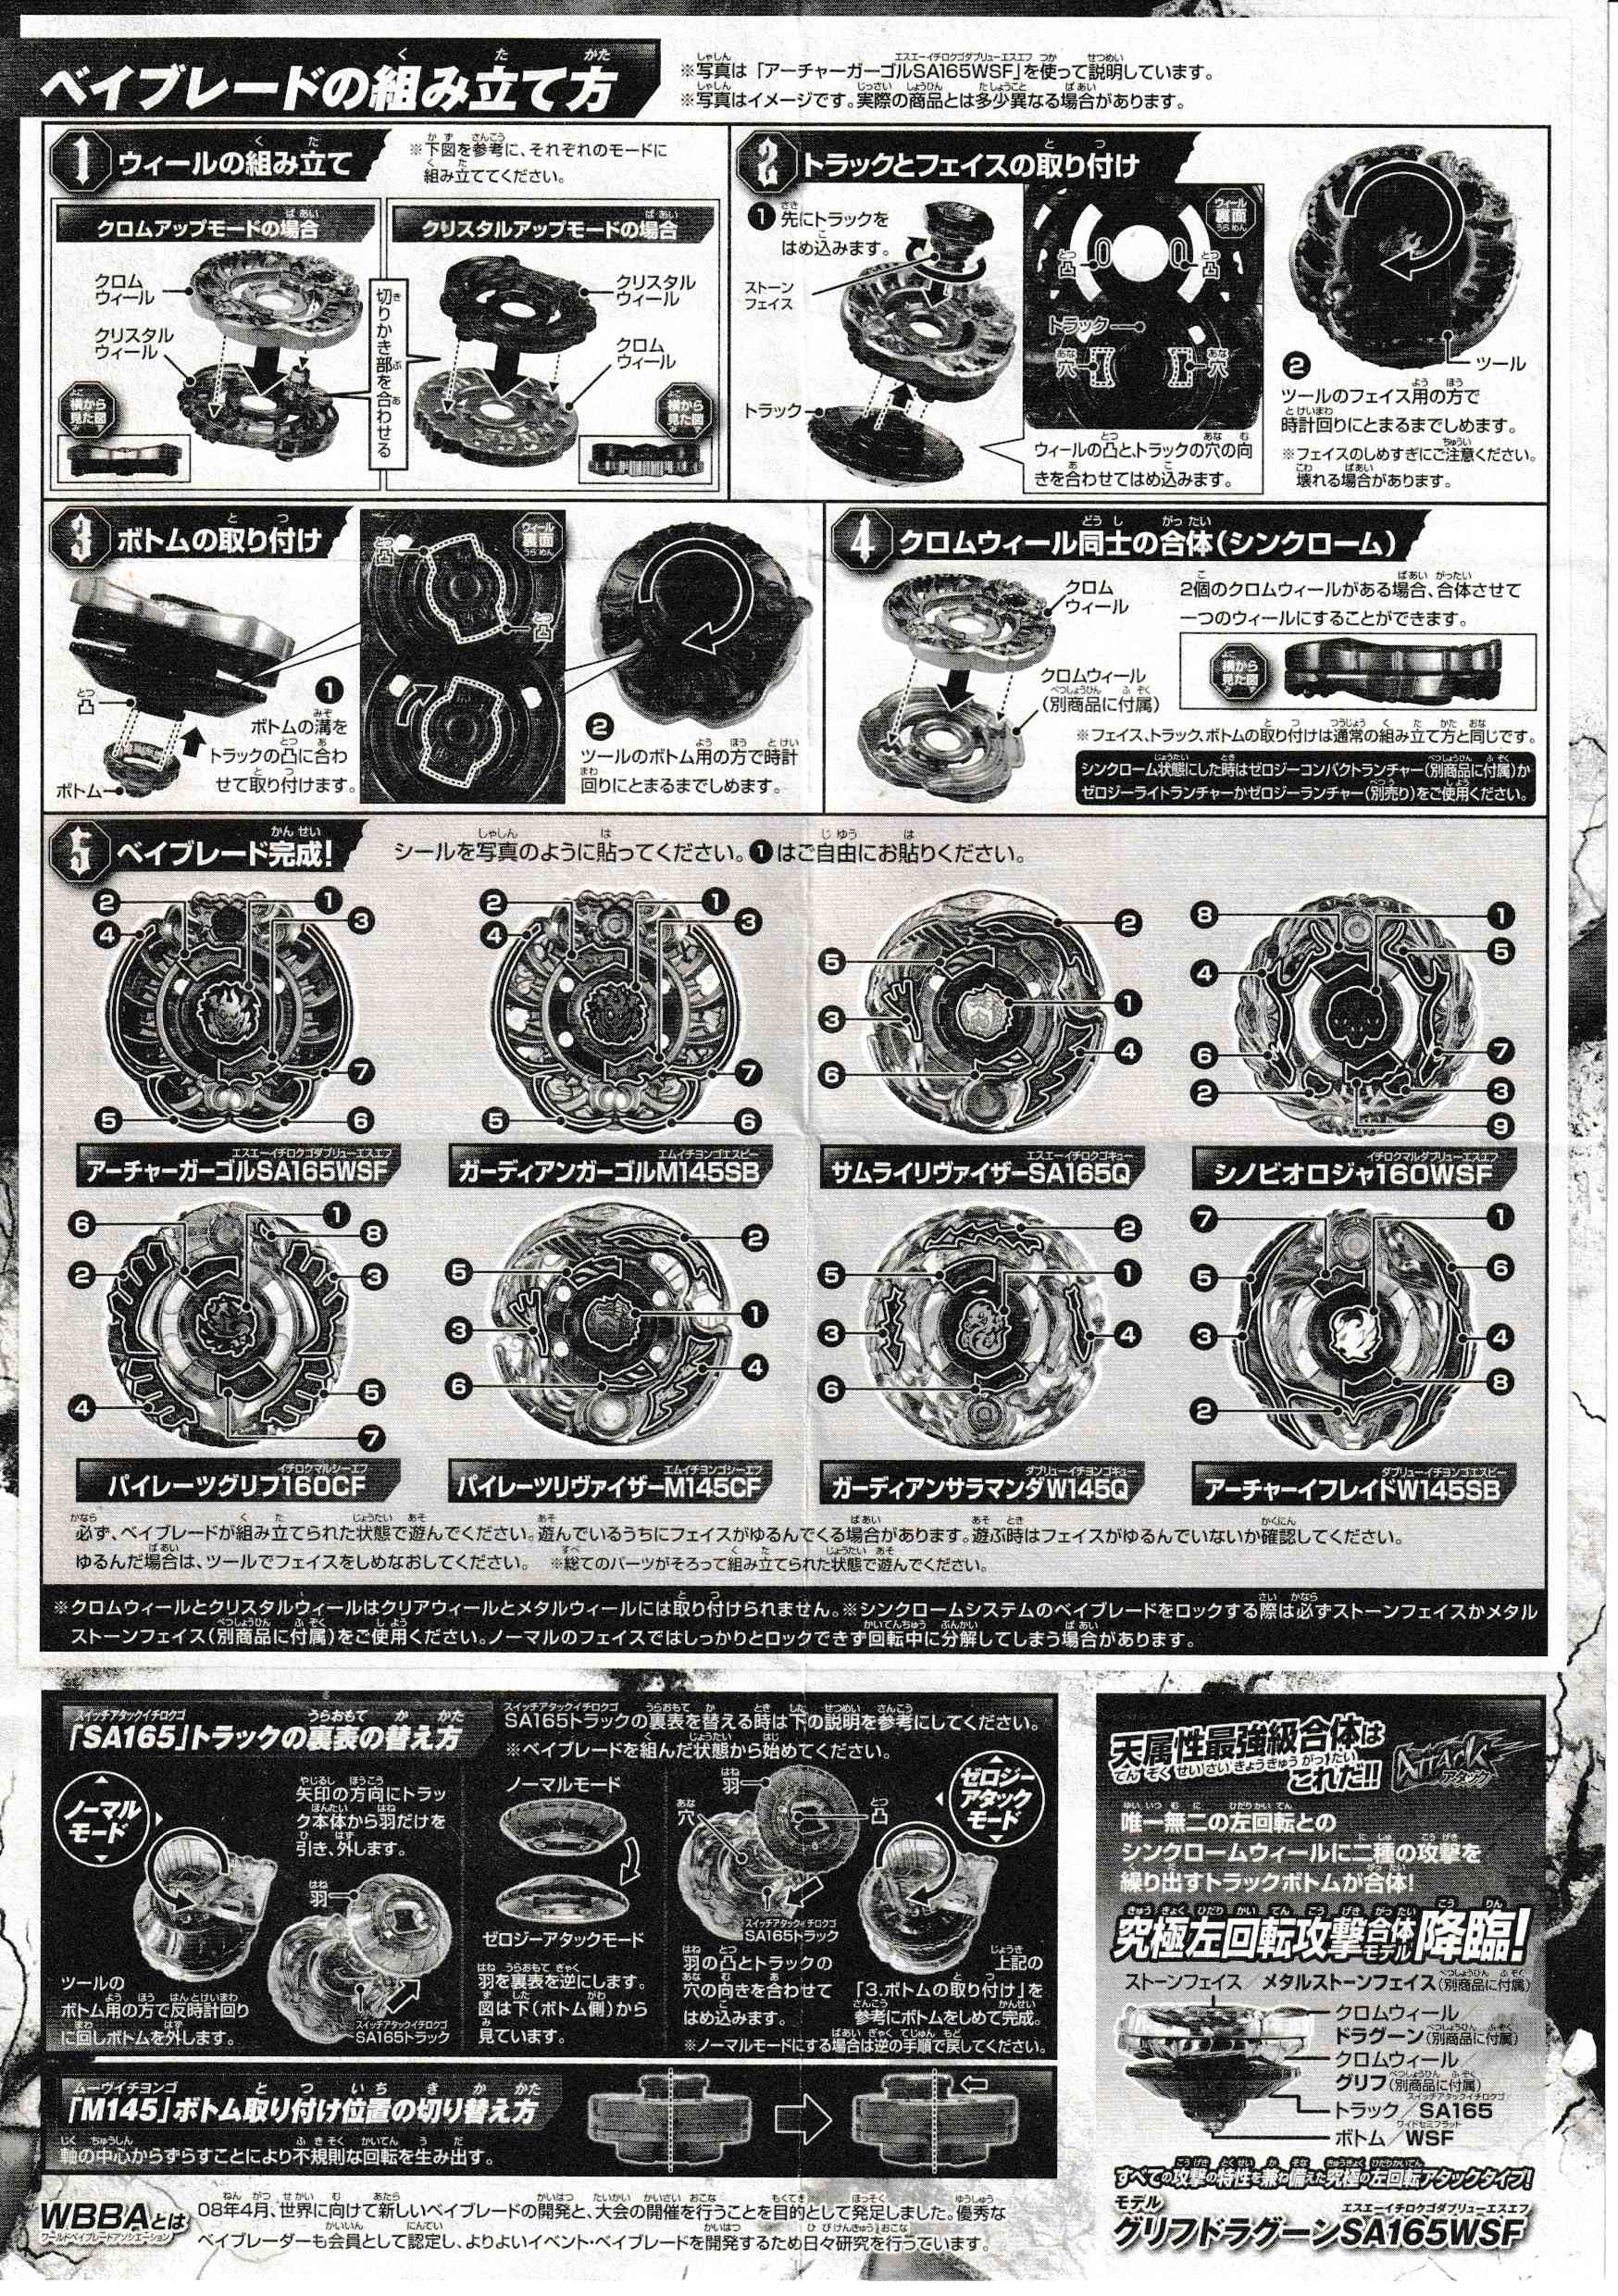 ベイブレードの組み立て方
※写真は「アーチャーガーゴルSA165WSF」を使って説明しています。
※写真はイメージです。実際の商品とは多少異なる場合があります。
1 ウィールの組み立て
※下図を参考に、それぞれのモードに
組み立ててください。
クロムアップモードの場合
クロム
ウィール
クリスタル
ウィール
横から
見た図
切りかき部を合わせる
クリスタルアップモードの場合
クリスタル
ウィール
クロム
ウィール
横から
見た図
2 トラックとフェイスの取り付け
❶ 先にトラックを
はめ込みます。
ストーン
フェイス
トラック
ウィール
裏面
凸
凸
トラック
穴
穴
ウィールの凸と、トラックの穴の向
きを合わせてはめ込みます。
ツール
❷
ツールのフェイス用の方で
時計回りにとまるまでしめます。
※フェイスのしめすぎにご注意ください。
壊れる場合があります。
3 ボトムの取り付け
凸
ボトム
❶
ボトムの溝を
トラックの凸に合わ
せて取り付けます。
ウィール
裏面
凸
凸
❷
ツールのボトム用の方で時計
回りにとまるまでしめます。
4 クロムウィール同士の合体(シンクローム)
クロム
ウィール
クロムウィール
(別商品に付属)
2個のクロムウィールがある場合、合体させて
一つのウィールにすることができます。
横から
見た図
※フェイス、トラック、ボトムの取り付けは通常の組み立て方と同じです。
シンクローム状態にした時はゼロジーコンパクトランチャー(別商品に付属)か
ゼロジーライトランチャーかゼロジーランチャー(別売り)をご使用ください。
5 ベイブレード完成!
シールを写真のように貼ってください。❶はご自由にお貼りください。
❷ ❶ ❸ ❹ ❼ ❺ ❻
アーチャーガーゴルSA165WSF
❷ ❶ ❸ ❹ ❼ ❺ ❻
ガーディアンガーゴルM145SB
❷ ❺ ❶ ❸ ❹ ❻
サムライリヴァイザーSA165Q
❽ ❶ ❺ ❹ ❻ ❼ ❷ ❸ ❾
シノビオロジャ160WSF
❻ ❶ ❽ ❷ ❸ ❹ ❺ ❼
パイレーツグリフ160CF
❷ ❺ ❶ ❸ ❹ ❻
パイレーツリヴァイザーM145CF
❷ ❺ ❶ ❸ ❹ ❻
ガーディアンサラマンダW145Q
❼ ❶ ❻ ❺ ❸ ❹ ❽ ❷
アーチャーイフレイドW145SB
必ず、ベイブレードが組み立てられた状態で遊んでください。遊んでいるうちにフェイスがゆるんでくる場合があります。遊ぶ時はフェイスがゆるんでいないか確認してください。
ゆるんだ場合は、ツールでフェイスをしめなおしてください。 ※総てのパーツがそろって組み立てられた状態で遊んでください。
※クロムウィールとクリスタルウィールはクリアウィールとメタルウィールには取り付けられません。※シンクロームシステムのベイブレードをロックする際は必ずストーンフェイスかメタル
ストーンフェイス(別商品に付属)をご使用ください。ノーマルのフェイスではしっかりとロックできず回転中に分解してしまう場合があります。
「SA165」トラックの裏表の替え方
SA165トラックの裏表を替える時は下の説明を参考にしてください。
※ベイブレードを組んだ状態から始めてください。
ノーマル
モード
ツールの
ボトム用の方で反時計回り
に回しボトムを外します。
矢印の方向にトラッ
ク本体から羽だけを
引き、外します。
羽
SA165トラック
ノーマルモード
ゼロジーアタックモード
羽を裏表を逆にします。
図は下(ボトム側)から
見ています。
羽
穴
凸
SA165トラック
羽の凸とトラックの
穴の向きを合わせて
はめ込みます。
ゼロジー
アタック
モード
上記の
「3.ボトムの取り付け」を
参考にボトムをしめて完成。
※ノーマルモードにする場合は逆の手順で戻してください。
「M145」ボトム取り付け位置の切り替え方
軸の中心からずらすことにより不規則な回転を生み出す。
WBBAとは
ワールドベイブレードアソシエーション
08年4月、世界に向けて新しいベイブレードの開発と、大会の開催を行うことを目的として発足しました。優秀な
ベイブレーダーも会員として認定し、よりよいイベント・ベイブレードを開発するため日々研究を行っています。
天属性最強級合体は
これだ!!
ATTACK
アタック
唯一無二の左回転との
シンクロームウィールに二種の攻撃を
繰り出すトラックボトムが合体!
究極左回転攻撃合体モデル降臨!
ストーンフェイス/メタルストーンフェイス(別商品に付属)
クロムウィール/
ドラグーン(別商品に付属)
クロムウィール/
グリフ(別商品に付属)
トラック/SA165
ボトム/WSF
すべての攻撃の特性を兼ね備えた究極の左回転アタックタイプ!
モデル
グリフドラグーンSA165WSF